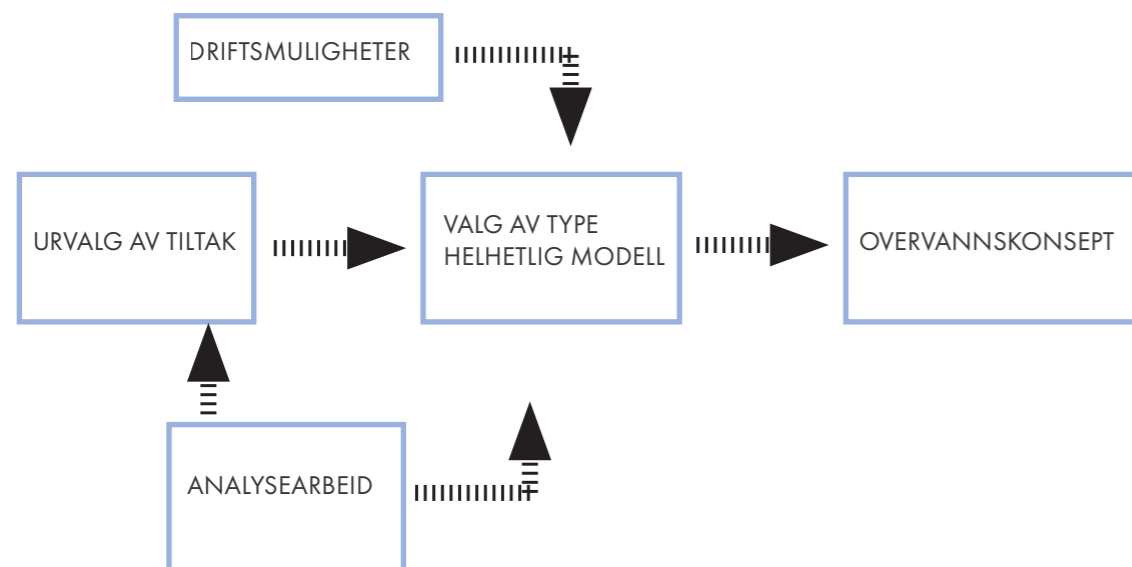 DRIFTSMULIGHETER
URVALG AV TILTAK
VALG AV TYPE
HELHETLIG MODELL
OVERVANNSKONSEPT
ANALYSEARBEID